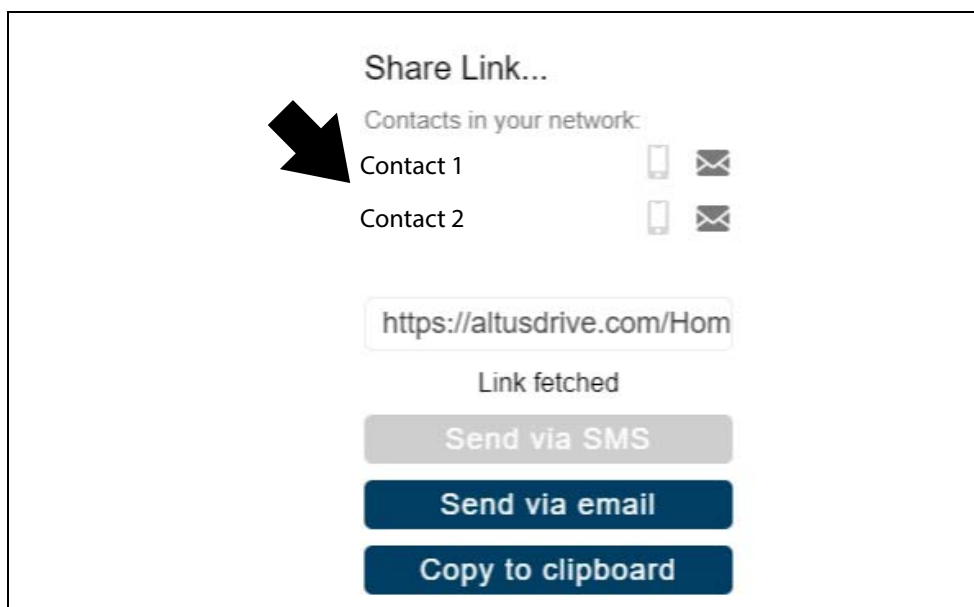 Share Link...
Contacts in your network:
Contact 1
Contact 2
https://altusdrive.com/Hom
Link fetched
Send via SMS
Send via email
Copy to clipboard